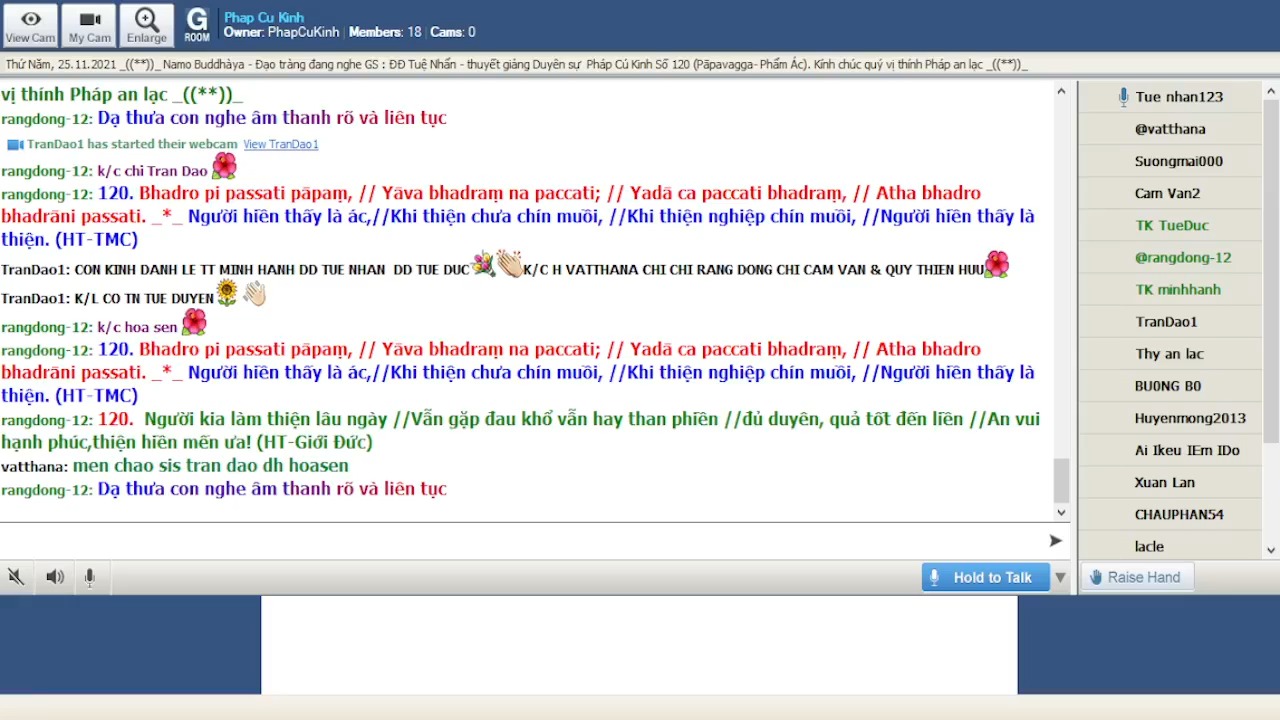 View Cam
My Cam
Enlarge
G
ROOM
Phap Cu Kinh
Owner: PhapCuKinh | Members: 18 | Cams: 0
Thứ Năm, 25.11.2021 _((**))_ Namo Buddhàya - Đạo tràng đang nghe GS : ĐĐ Tuệ Nhẩn - thuyết giảng Duyên sự Pháp Cú Kinh Số 120 (Pāpavagga- Phẩm Ác). Kính chúc quý vị thính Pháp an lạc _((**))_
vị thính Pháp an lạc _((**))_
rangdong-12: Dạ thưa con nghe âm thanh rõ và liên tục
TranDao1 has started their webcam View TranDao1
rangdong-12: k/c chi Tran Dao
rangdong-12: 120. Bhadro pi passati pāpaṃ, // Yāva bhadraṃ na paccati; // Yadā ca paccati bhadraṃ, // Atha bhadro
bhadrāni passati. _*_ Người hiền thấy là ác,//Khi thiện chưa chín muồi, //Khi thiện nghiệp chín muồi, //Người hiền thấy là
thiện. (HT-TMC)
TranDao1: CON KINH DANH LE TT MINH HANH DD TUE NHAN DD TUE DUC K/C H VATTHANA CHI CHI RANG DONG CHI CAM VAN & QUY THIEN HUU
TranDao1: K/L CO TN TUE DUYEN
rangdong-12: k/c hoa sen
rangdong-12: 120. Bhadro pi passati pāpaṃ, // Yāva bhadraṃ na paccati; // Yadā ca paccati bhadraṃ, // Atha bhadro
bhadrāni passati. _*_ Người hiền thấy là ác,//Khi thiện chưa chín muồi, //Khi thiện nghiệp chín muồi, //Người hiền thấy là
thiện. (HT-TMC)
rangdong-12: 120. Người kia làm thiện lâu ngày //Vẫn gặp đau khổ vẫn hay than phiền //đủ duyên, quả tốt đến liền //An vui
hạnh phúc,thiện hiền mến ưa! (HT-Giới Đức)
vatthana: men chao sis tran dao dh hoasen
rangdong-12: Dạ thưa con nghe âm thanh rõ và liên tục
Hold to Talk
Tue nhan123
@vatthana
Suongmai000
Cam Van2
TK TueDuc
@rangdong-12
TK minhhanh
TranDao1
Thy an lac
BU0NG B0
Huyenmong2013
Ai Ikeu IEm IDo
Xuan Lan
CHAUPHAN54
lacle
Raise Hand